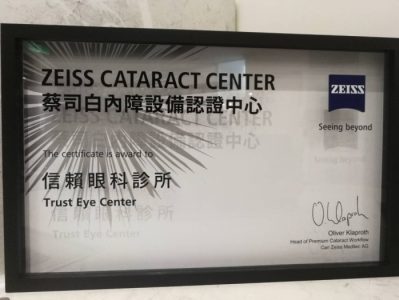 ZEISS CATARACT CENTER
蔡司白內障設備認證中心
ZEISS
Seeing beyond
The certificate is award to
信賴眼科診所
Trust Eye Center
Oliver Klaproth
Head of Premium Cataract Workflow
Carl Zeiss Meditec AG